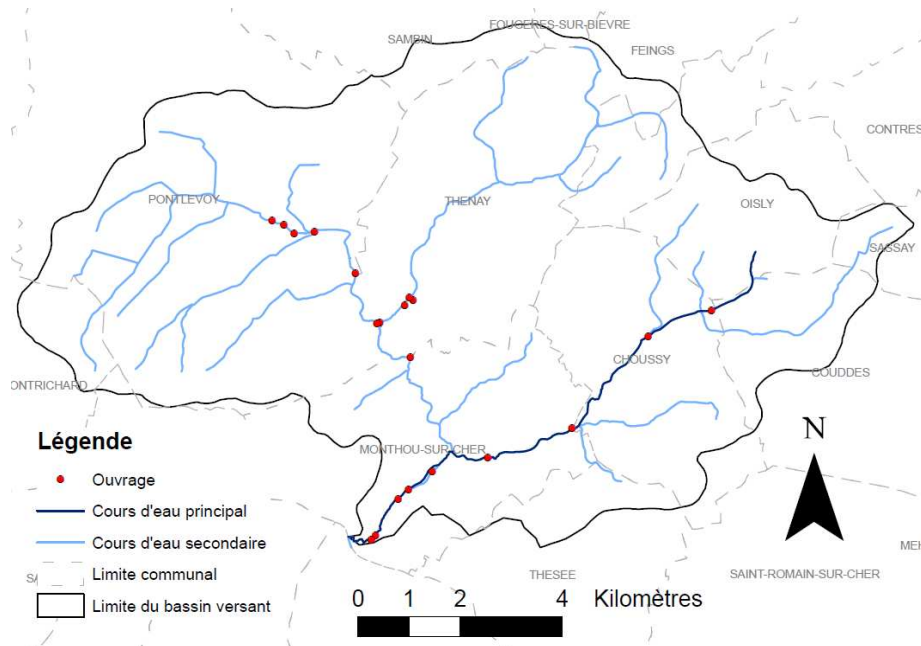 FOUGERES-SUR-BIEVRE
SAMBIN
FEINGS
CONTRES
PONTLEVOY
THENAY
OISLY
SASSAY
CHOUSSY
COUDDES
ONTRICHARD
MONTHOU-SUR-CHER
N
Légende
Ouvrage
Cours d'eau principal
Cours d'eau secondaire
Limite communal
Limite du bassin versant
THESEE
SAINT-ROMAIN-SUR-CHER
MEH
0 1 2 4 Kilomètres